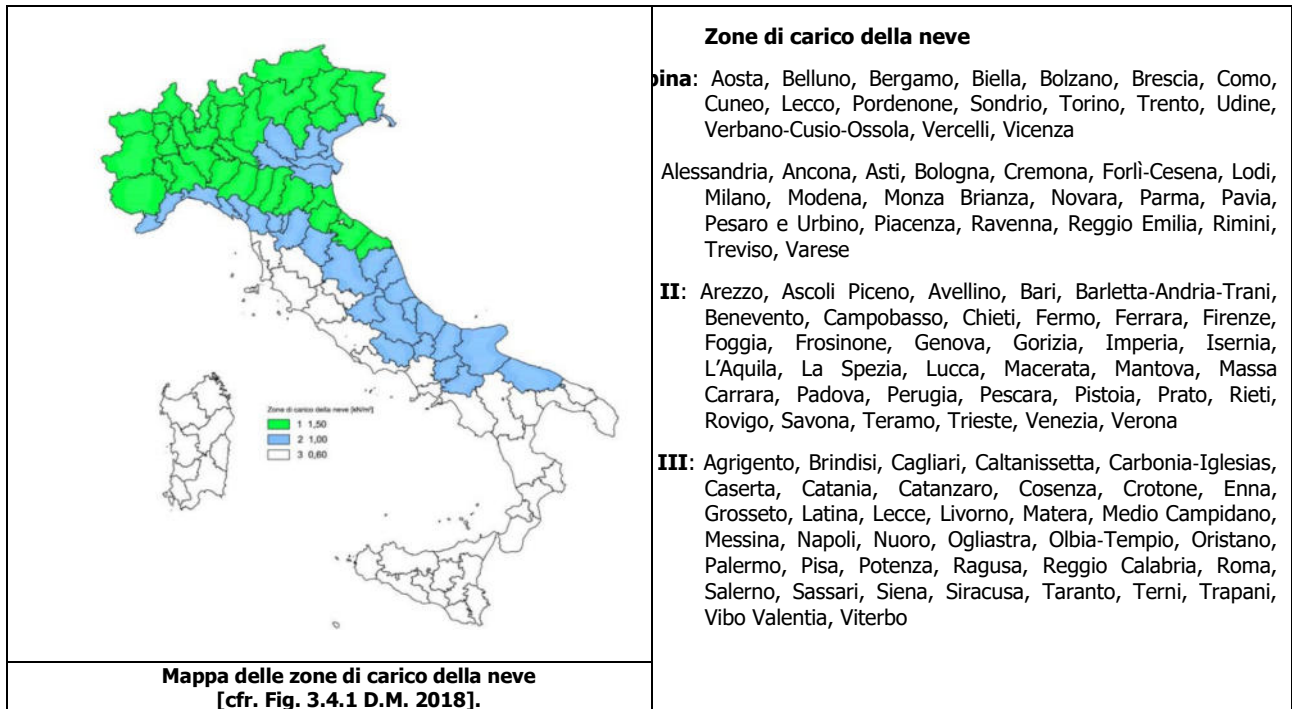 Zone di carico della neve [kN/m²]
1 1,50
2 1,00
3 0,60
Mappa delle zone di carico della neve
[cfr. Fig. 3.4.1 D.M. 2018].
Zone di carico della neve
pina: Aosta, Belluno, Bergamo, Biella, Bolzano, Brescia, Como,
Cuneo, Lecco, Pordenone, Sondrio, Torino, Trento, Udine,
Verbano-Cusio-Ossola, Vercelli, Vicenza
Alessandria, Ancona, Asti, Bologna, Cremona, Forlì-Cesena, Lodi,
Milano, Modena, Monza Brianza, Novara, Parma, Pavia,
Pesaro e Urbino, Piacenza, Ravenna, Reggio Emilia, Rimini,
Treviso, Varese
II: Arezzo, Ascoli Piceno, Avellino, Bari, Barletta-Andria-Trani,
Benevento, Campobasso, Chieti, Fermo, Ferrara, Firenze,
Foggia, Frosinone, Genova, Gorizia, Imperia, Isernia,
L'Aquila, La Spezia, Lucca, Macerata, Mantova, Massa
Carrara, Padova, Perugia, Pescara, Pistoia, Prato, Rieti,
Rovigo, Savona, Teramo, Trieste, Venezia, Verona
III: Agrigento, Brindisi, Cagliari, Caltanissetta, Carbonia-Iglesias,
Caserta, Catania, Catanzaro, Cosenza, Crotone, Enna,
Grosseto, Latina, Lecce, Livorno, Matera, Medio Campidano,
Messina, Napoli, Nuoro, Ogliastra, Olbia-Tempio, Oristano,
Palermo, Pisa, Potenza, Ragusa, Reggio Calabria, Roma,
Salerno, Sassari, Siena, Siracusa, Taranto, Terni, Trapani,
Vibo Valentia, Viterbo